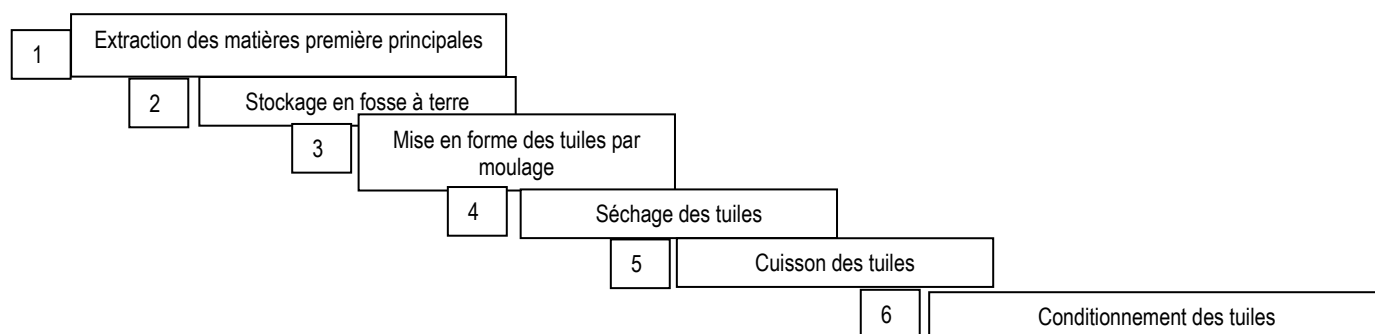 1
Extraction des matières première principales
2
Stockage en fosse à terre
3
Mise en forme des tuiles par
moulage
4
Séchage des tuiles
5
Cuisson des tuiles
6
Conditionnement des tuiles